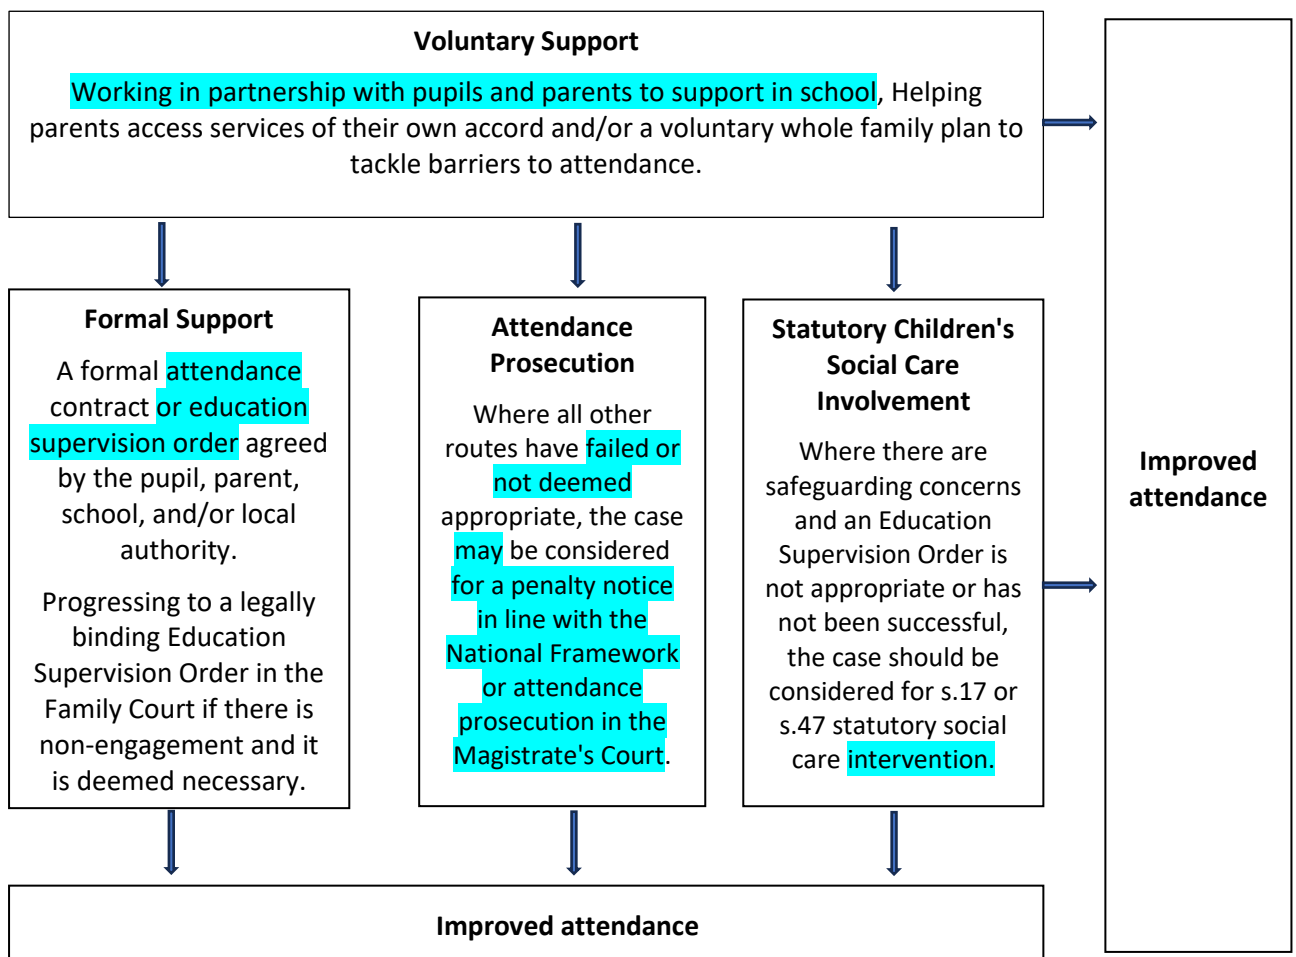 Voluntary Support
Working in partnership with pupils and parents to support in school, Helping
parents access services of their own accord and/or a voluntary whole family plan to
tackle barriers to attendance.
Formal Support
A formal attendance
contract or education
supervision order agreed
by the pupil, parent,
school, and/or local
authority.
Progressing to a legally
binding Education
Supervision Order in the
Family Court if there is
non-engagement and it
is deemed necessary.
Attendance
Prosecution
Where all other
routes have failed or
not deemed
appropriate, the case
may be considered
for a penalty notice
in line with the
National Framework
or attendance
prosecution in the
Magistrate's Court.
Statutory Children's
Social Care
Involvement
Where there are
safeguarding concerns
and an Education
Supervision Order is
not appropriate or has
not been successful,
the case should be
considered for s.17 or
s.47 statutory social
care intervention.
Improved
attendance
Improved attendance